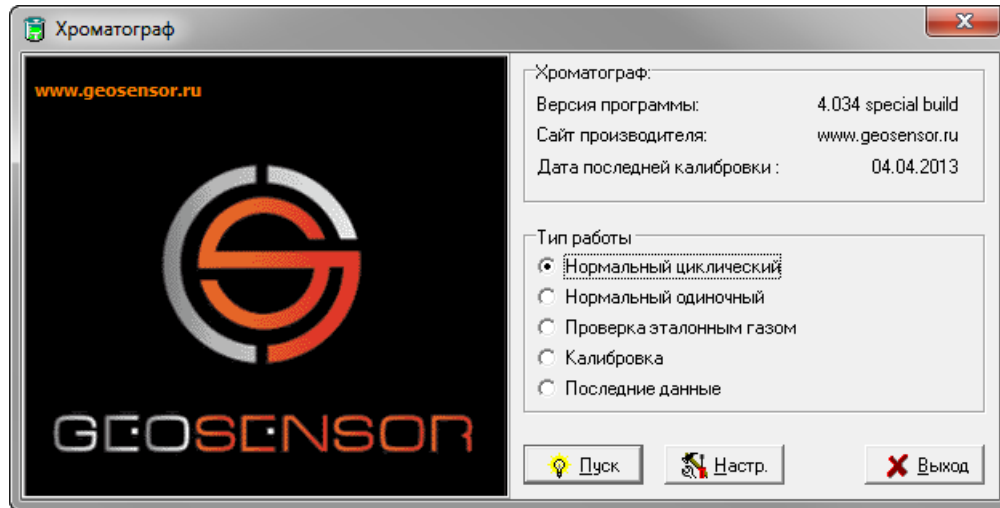 Хроматограф
www.geosensor.ru
GEOSENSOR
Хроматограф:
Версия программы: 4.034 special build
Сайт производителя: www.geosensor.ru
Дата последней калибровки : 04.04.2013
Тип работы
Нормальный циклический
Нормальный одиночный
Проверка эталонным газом
Калибровка
Последние данные
Пуск Настр. Выход